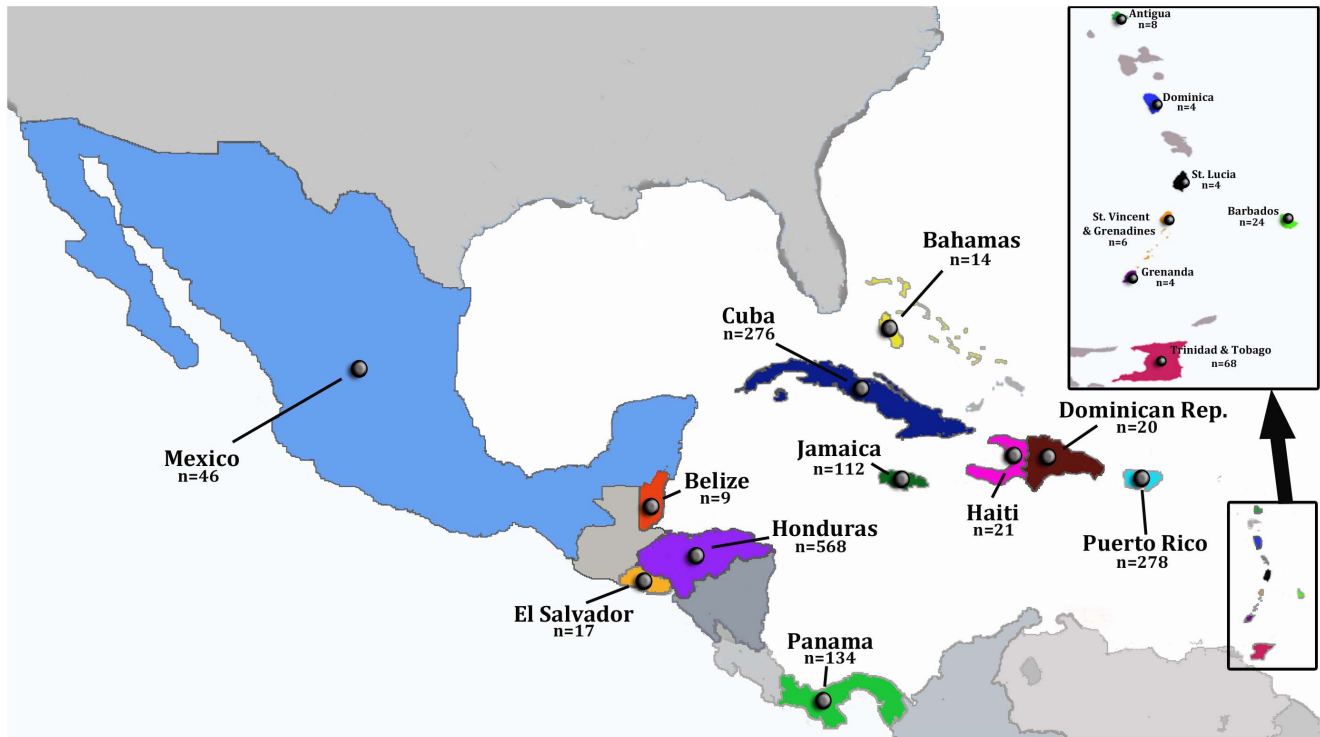 Antigua
n=8
Dominica
n=4
St. Lucia
n=4
St. Vincent
& Grenadines
n=6
Barbados
n=24
Grenanda
n=4
Trinidad & Tobago
n=68
Bahamas
n=14
Cuba
n=276
Dominican Rep.
n=20
Jamaica
n=112
Mexico
n=46
Belize
n=9
Haiti
n=21
Honduras
n=568
Puerto Rico
n=278
El Salvador
n=17
Panama
n=134